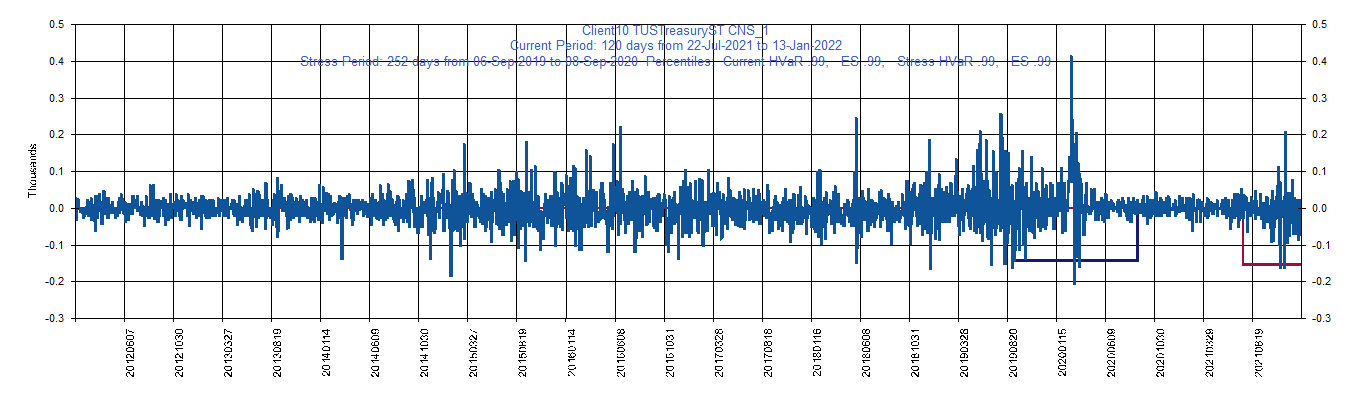 Client10 TUSTreasuryST CNS_1
Current Period: 120 days from 22-Jul-2021 to 13-Jan-2022
Stress Period: 252 days from 06-Sep-2019 to 08-Sep-2020 Percentiles: Current HVaR .99, ES .99, Stress HVaR .99, ES .99
0.5 0.5
0.4 0.4
0.3 0.3
0.2 0.2
0.1 0.1
0.0 0.0
-0.1 -0.1
-0.2 -0.2
-0.3 -0.3
Thousands
20120607 20121030 20130327 20130819 20140114 20140609 20141030 20150327 20150819 20160114 20160608 20161031 20170328 20170818 20180116 20180608 20181031 20190328 20190820 20200115 20200609 20201030 20210329 20210819